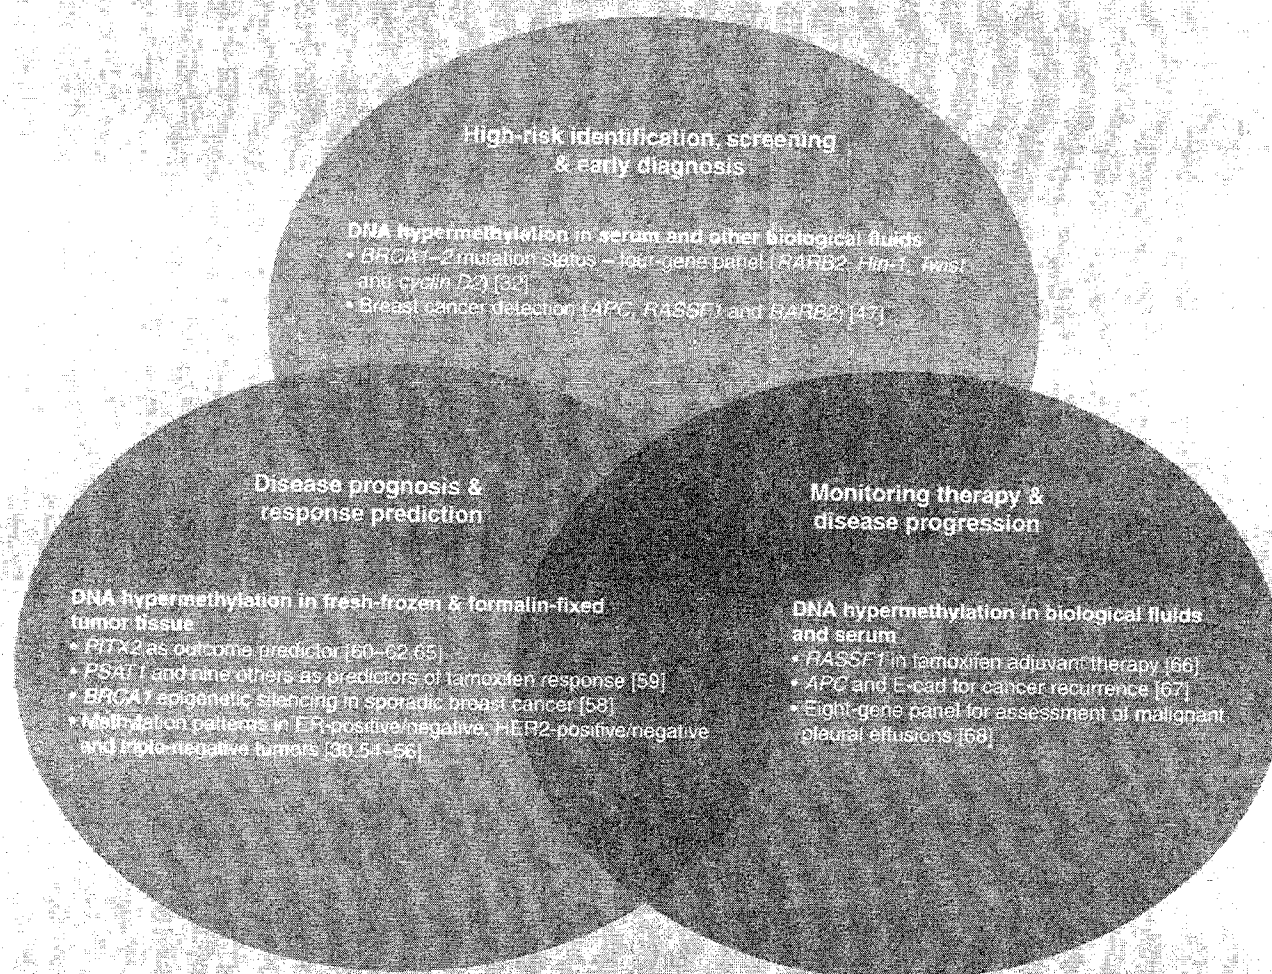 High-risk identification, screening
& early diagnosis
DNA hypermethylation in serum and other biological fluids
• BRCA1–2 mutation status – four-gene panel (RARB2, Hin-1, Twist
and cyclin D2) [32]
• Breast cancer detection (APC, RASSF1 and RARB2) [47]
Disease prognosis &
response prediction
DNA hypermethylation in fresh-frozen & formalin-fixed
tumor tissue
• PITX2 as outcome predictor [60–62,65]
• PSAT1 and nine others as predictors of tamoxifen response [59]
• BRCA1 epigenetic silencing in sporadic breast cancer [58]
• Methylation patterns in ER-positive/negative, HER2-positive/negative
and triple-negative tumors [30,54–56]
Monitoring therapy &
disease progression
DNA hypermethylation in biological fluids
and serum
• RASSF1 in tamoxifen adjuvant therapy [66]
• APC and E-cad for cancer recurrence [67]
• Eight-gene panel for assessment of malignant
pleural effusions [68]